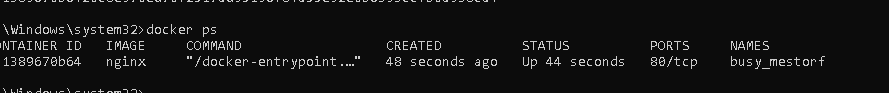 \Windows\system32>docker ps
ONTAINER ID   IMAGE     COMMAND                  CREATED          STATUS          PORTS     NAMES
1389670b64   nginx     "/docker-entrypoint.…"   48 seconds ago   Up 44 seconds   80/tcp    busy_mestorf
\Windows\system32>